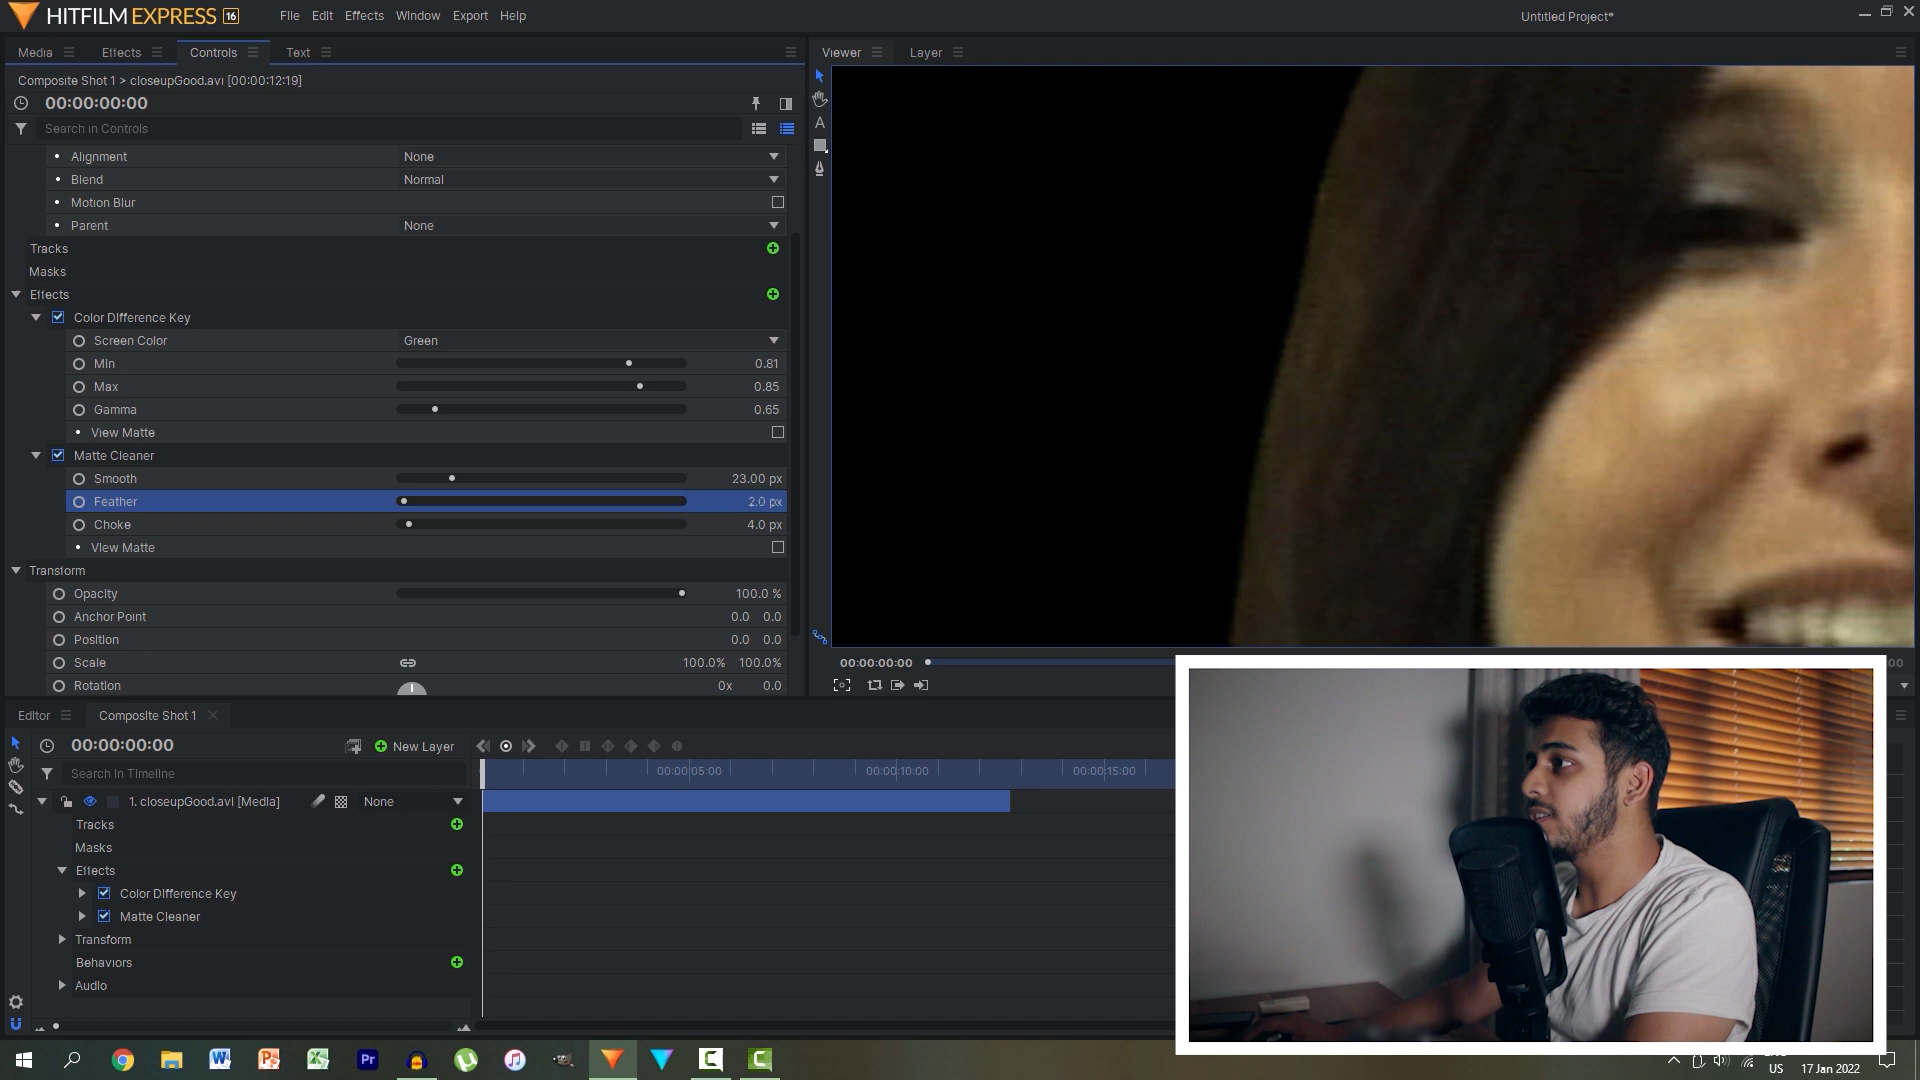 HITFILM EXPRESS 16
File Edit Effects Window Export Help
Untitled Project*
Media Effects Controls Text
Viewer Layer
Composite Shot 1 > closeupGood.avi [00:00:12:19]
00:00:00:00
Search in Controls
Alignment None
Blend Normal
Motion Blur
Parent None
Tracks
Masks
Effects
Color Difference Key
Screen Color Green
Min 0.81
Max 0.85
Gamma 0.65
View Matte
Matte Cleaner
Smooth 23.00 px
Feather 2.0 px
Choke 4.0 px
View Matte
Transform
Opacity 100.0 %
Anchor Point 0.0 0.0
Position 0.0 0.0
Scale 100.0% 100.0%
Rotation 0x 0.0
A
00:00:00:00
00
Editor Composite Shot 1
00:00:00:00 New Layer
Search in Timeline
00:00:05:00 00:00:10:00 00:00:15:00
1. closeupGood.avi [Media] None
Tracks
Masks
Effects
Color Difference Key
Matte Cleaner
Transform
Behaviors
Audio
Pr
US 17 Jan 2022